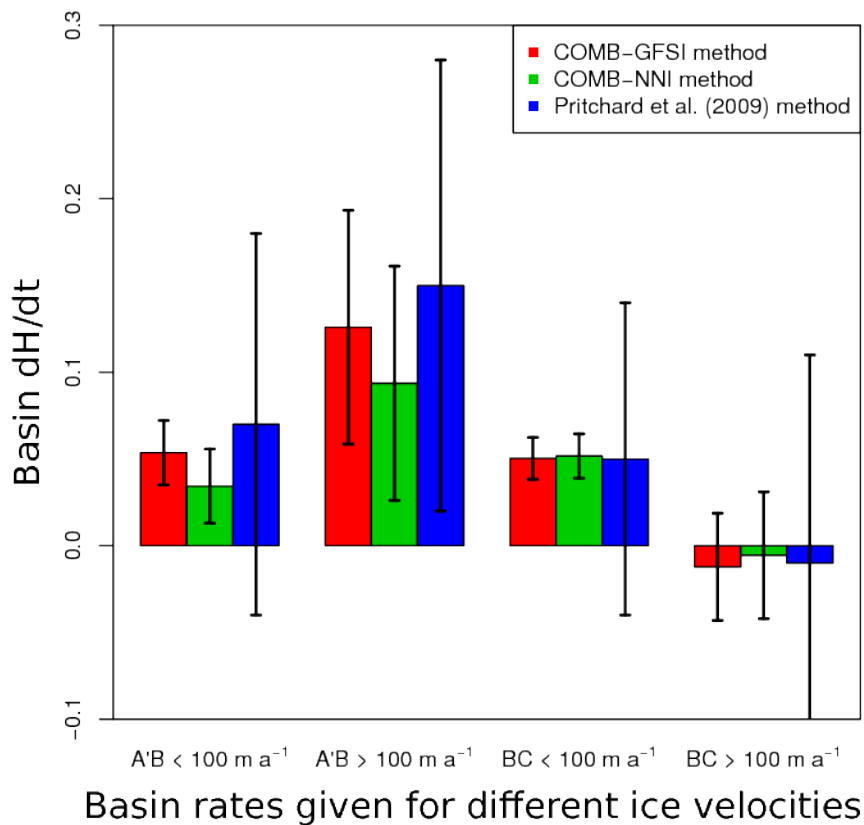 0.3
COMB−GFSI method
COMB−NNI method
Pritchard et al. (2009) method
0.2
Basin dH/dt
0.1
0.0
−0.1
A'B < 100 m a⁻¹ A'B > 100 m a⁻¹ BC < 100 m a⁻¹ BC > 100 m a⁻¹
Basin rates given for different ice velocities